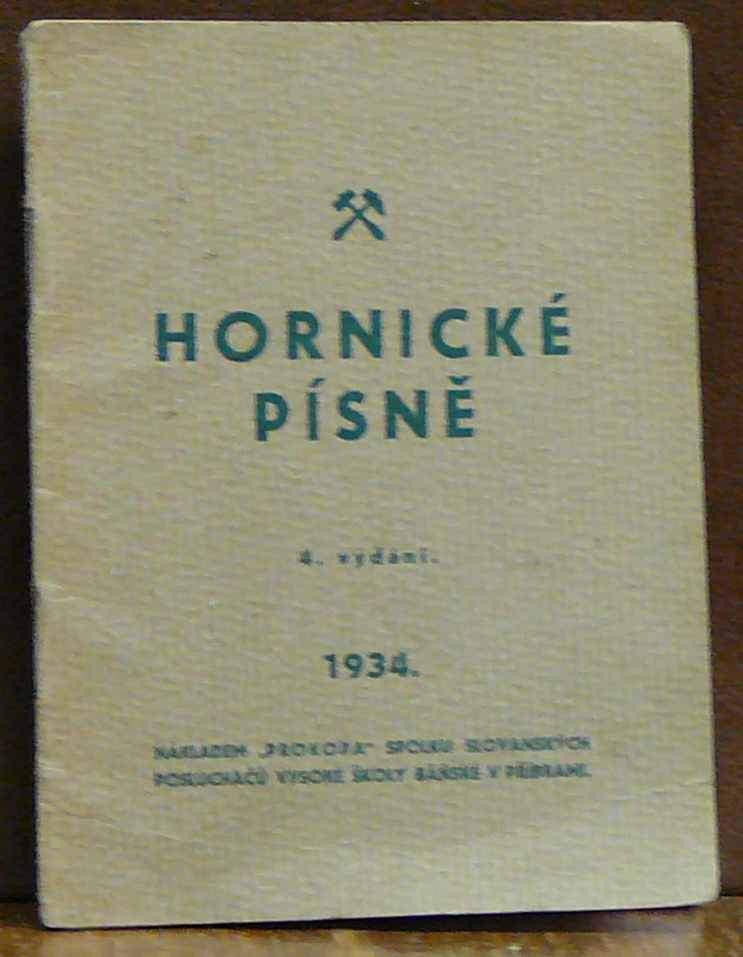 HORNICKÉ
PÍSNĚ
4. vydání.
1934.
NÁKLADEM „PROKOPA“ SPOLKU SLOVANSKÝCH
POSLUCHAČŮ VYSOKÉ ŠKOLY BÁŇSKÉ V PŘÍBRAMI.